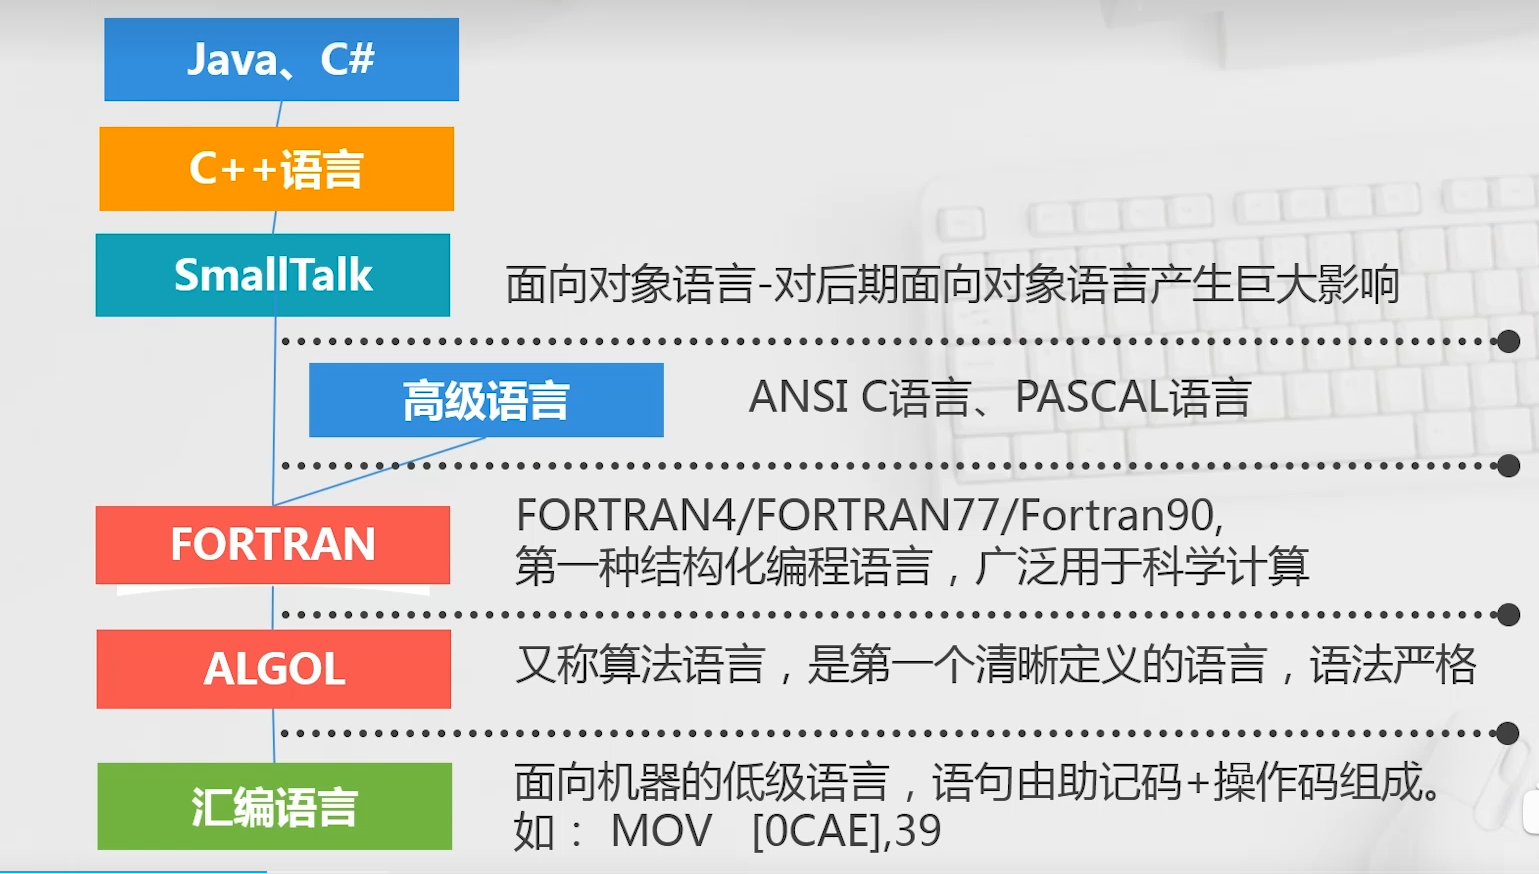 Java、C#
C++语言
SmallTalk
面向对象语言-对后期面向对象语言产生巨大影响
高级语言
ANSI C语言、PASCAL语言
FORTRAN
FORTRAN4/FORTRAN77/Fortran90,
第一种结构化编程语言，广泛用于科学计算
ALGOL
又称算法语言，是第一个清晰定义的语言，语法严格
汇编语言
面向机器的低级语言，语句由助记码+操作码组成。
如： MOV [0CAE],39